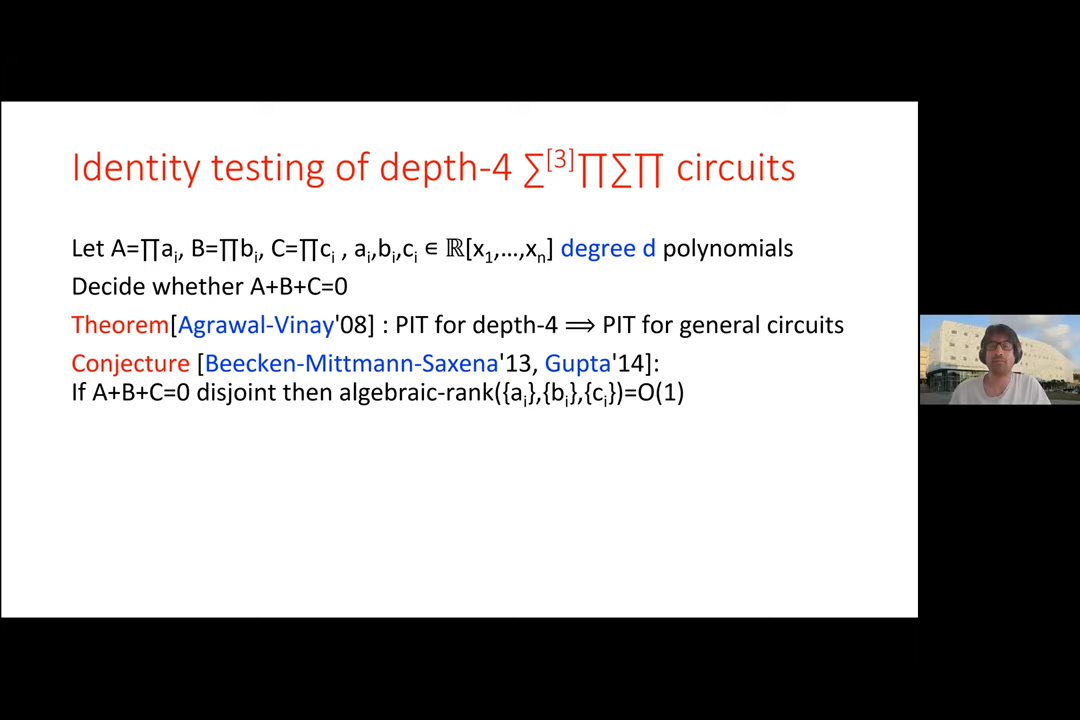 Identity testing of depth-4 ∑^[3]∏∑∏ circuits
Let A=∏aᵢ, B=∏bᵢ, C=∏cᵢ , aᵢ,bᵢ,cᵢ ∈ ℝ[x₁,…,xₙ] degree d polynomials
Decide whether A+B+C=0
Theorem[Agrawal-Vinay'08] : PIT for depth-4 ⟹ PIT for general circuits
Conjecture [Beecken-Mittmann-Saxena'13, Gupta'14]:
If A+B+C=0 disjoint then algebraic-rank({aᵢ},{bᵢ},{cᵢ})=O(1)